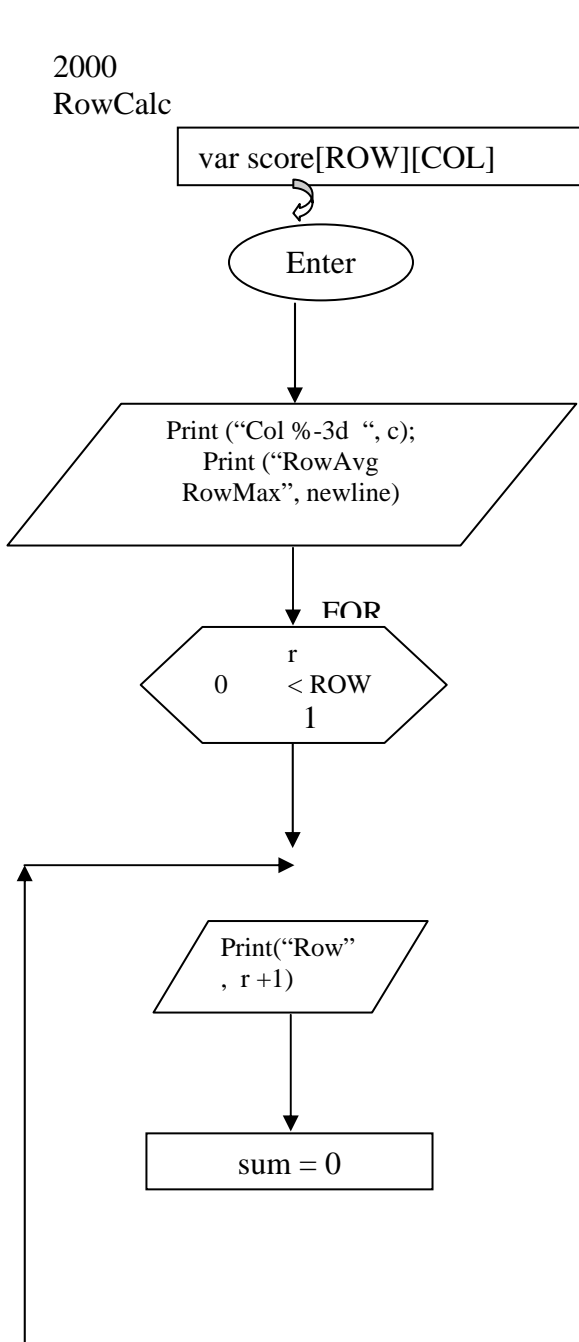 2000
RowCalc
var score[ROW][COL]
Enter
Print (“Col %-3d “, c);
Print (“RowAvg
RowMax”, newline)
FOR
r
0 < ROW
1
Print(“Row”
, r +1)
sum = 0